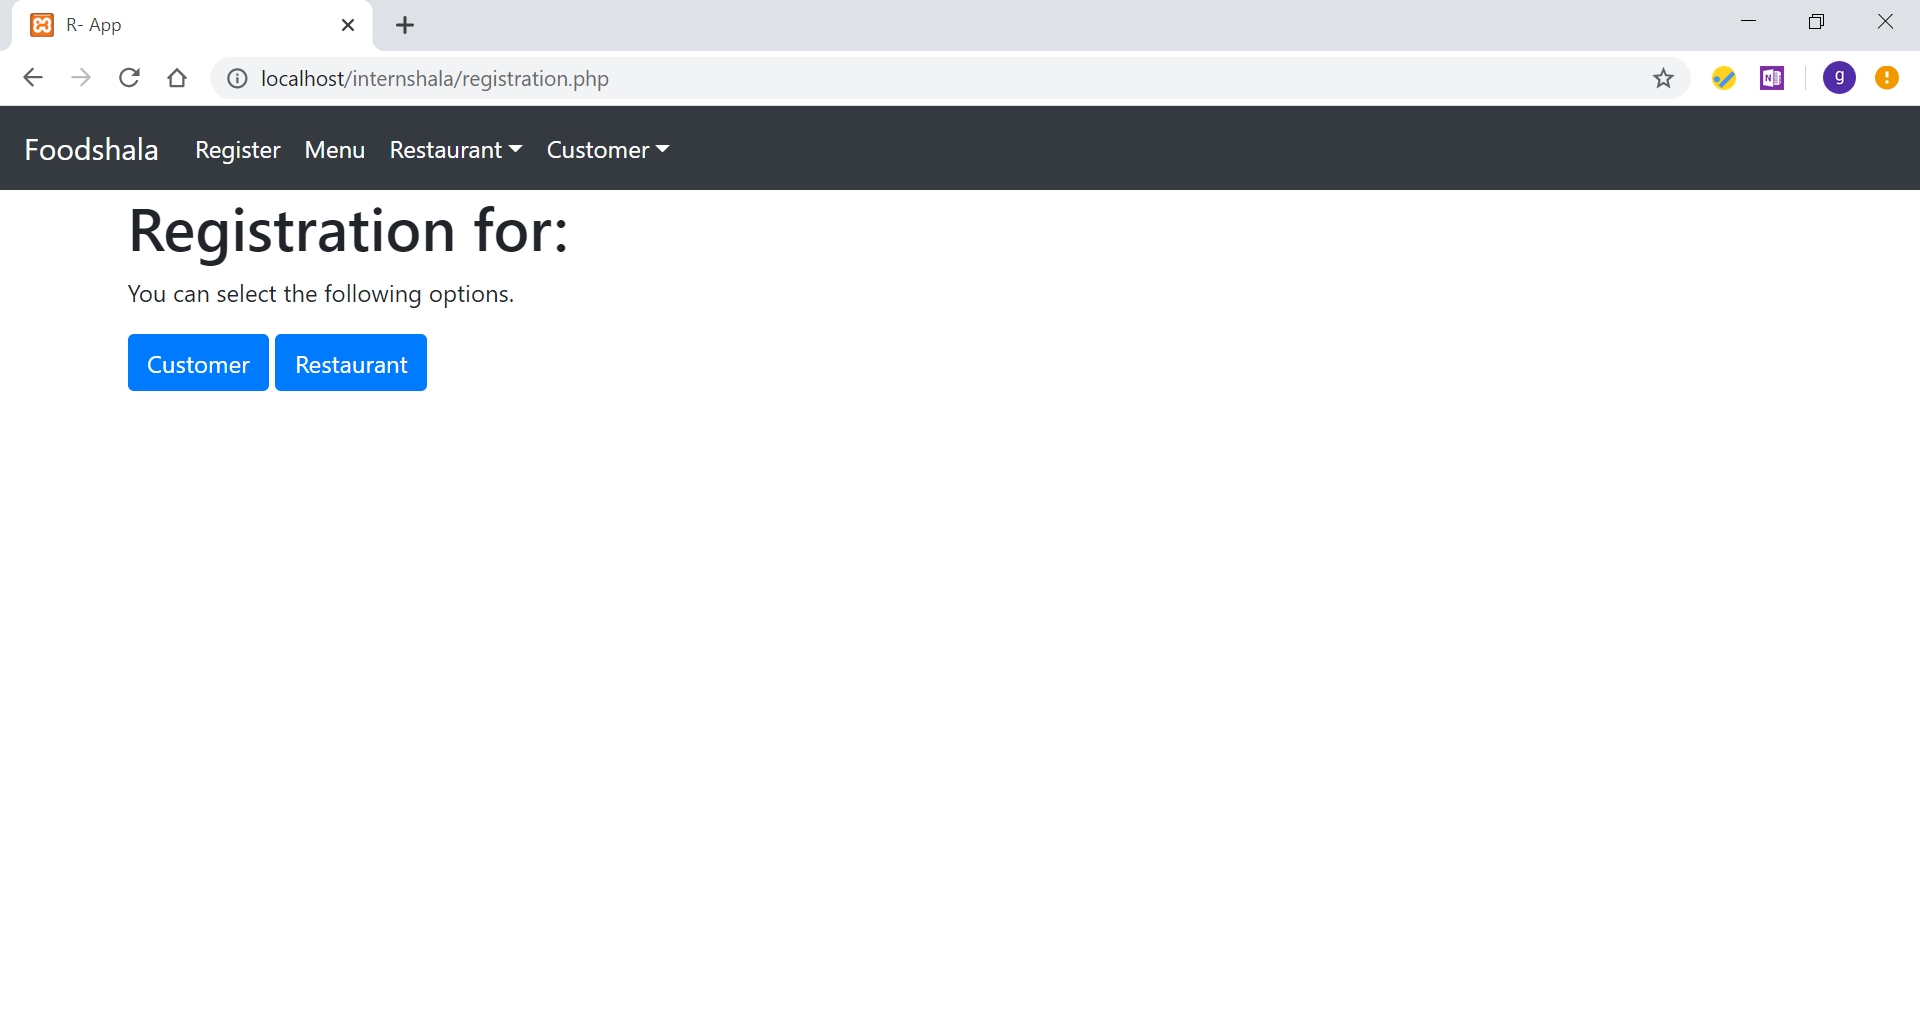 R- App
localhost/internshala/registration.php
N
g
Foodshala Register Menu Restaurant Customer
Registration for:
You can select the following options.
Customer Restaurant